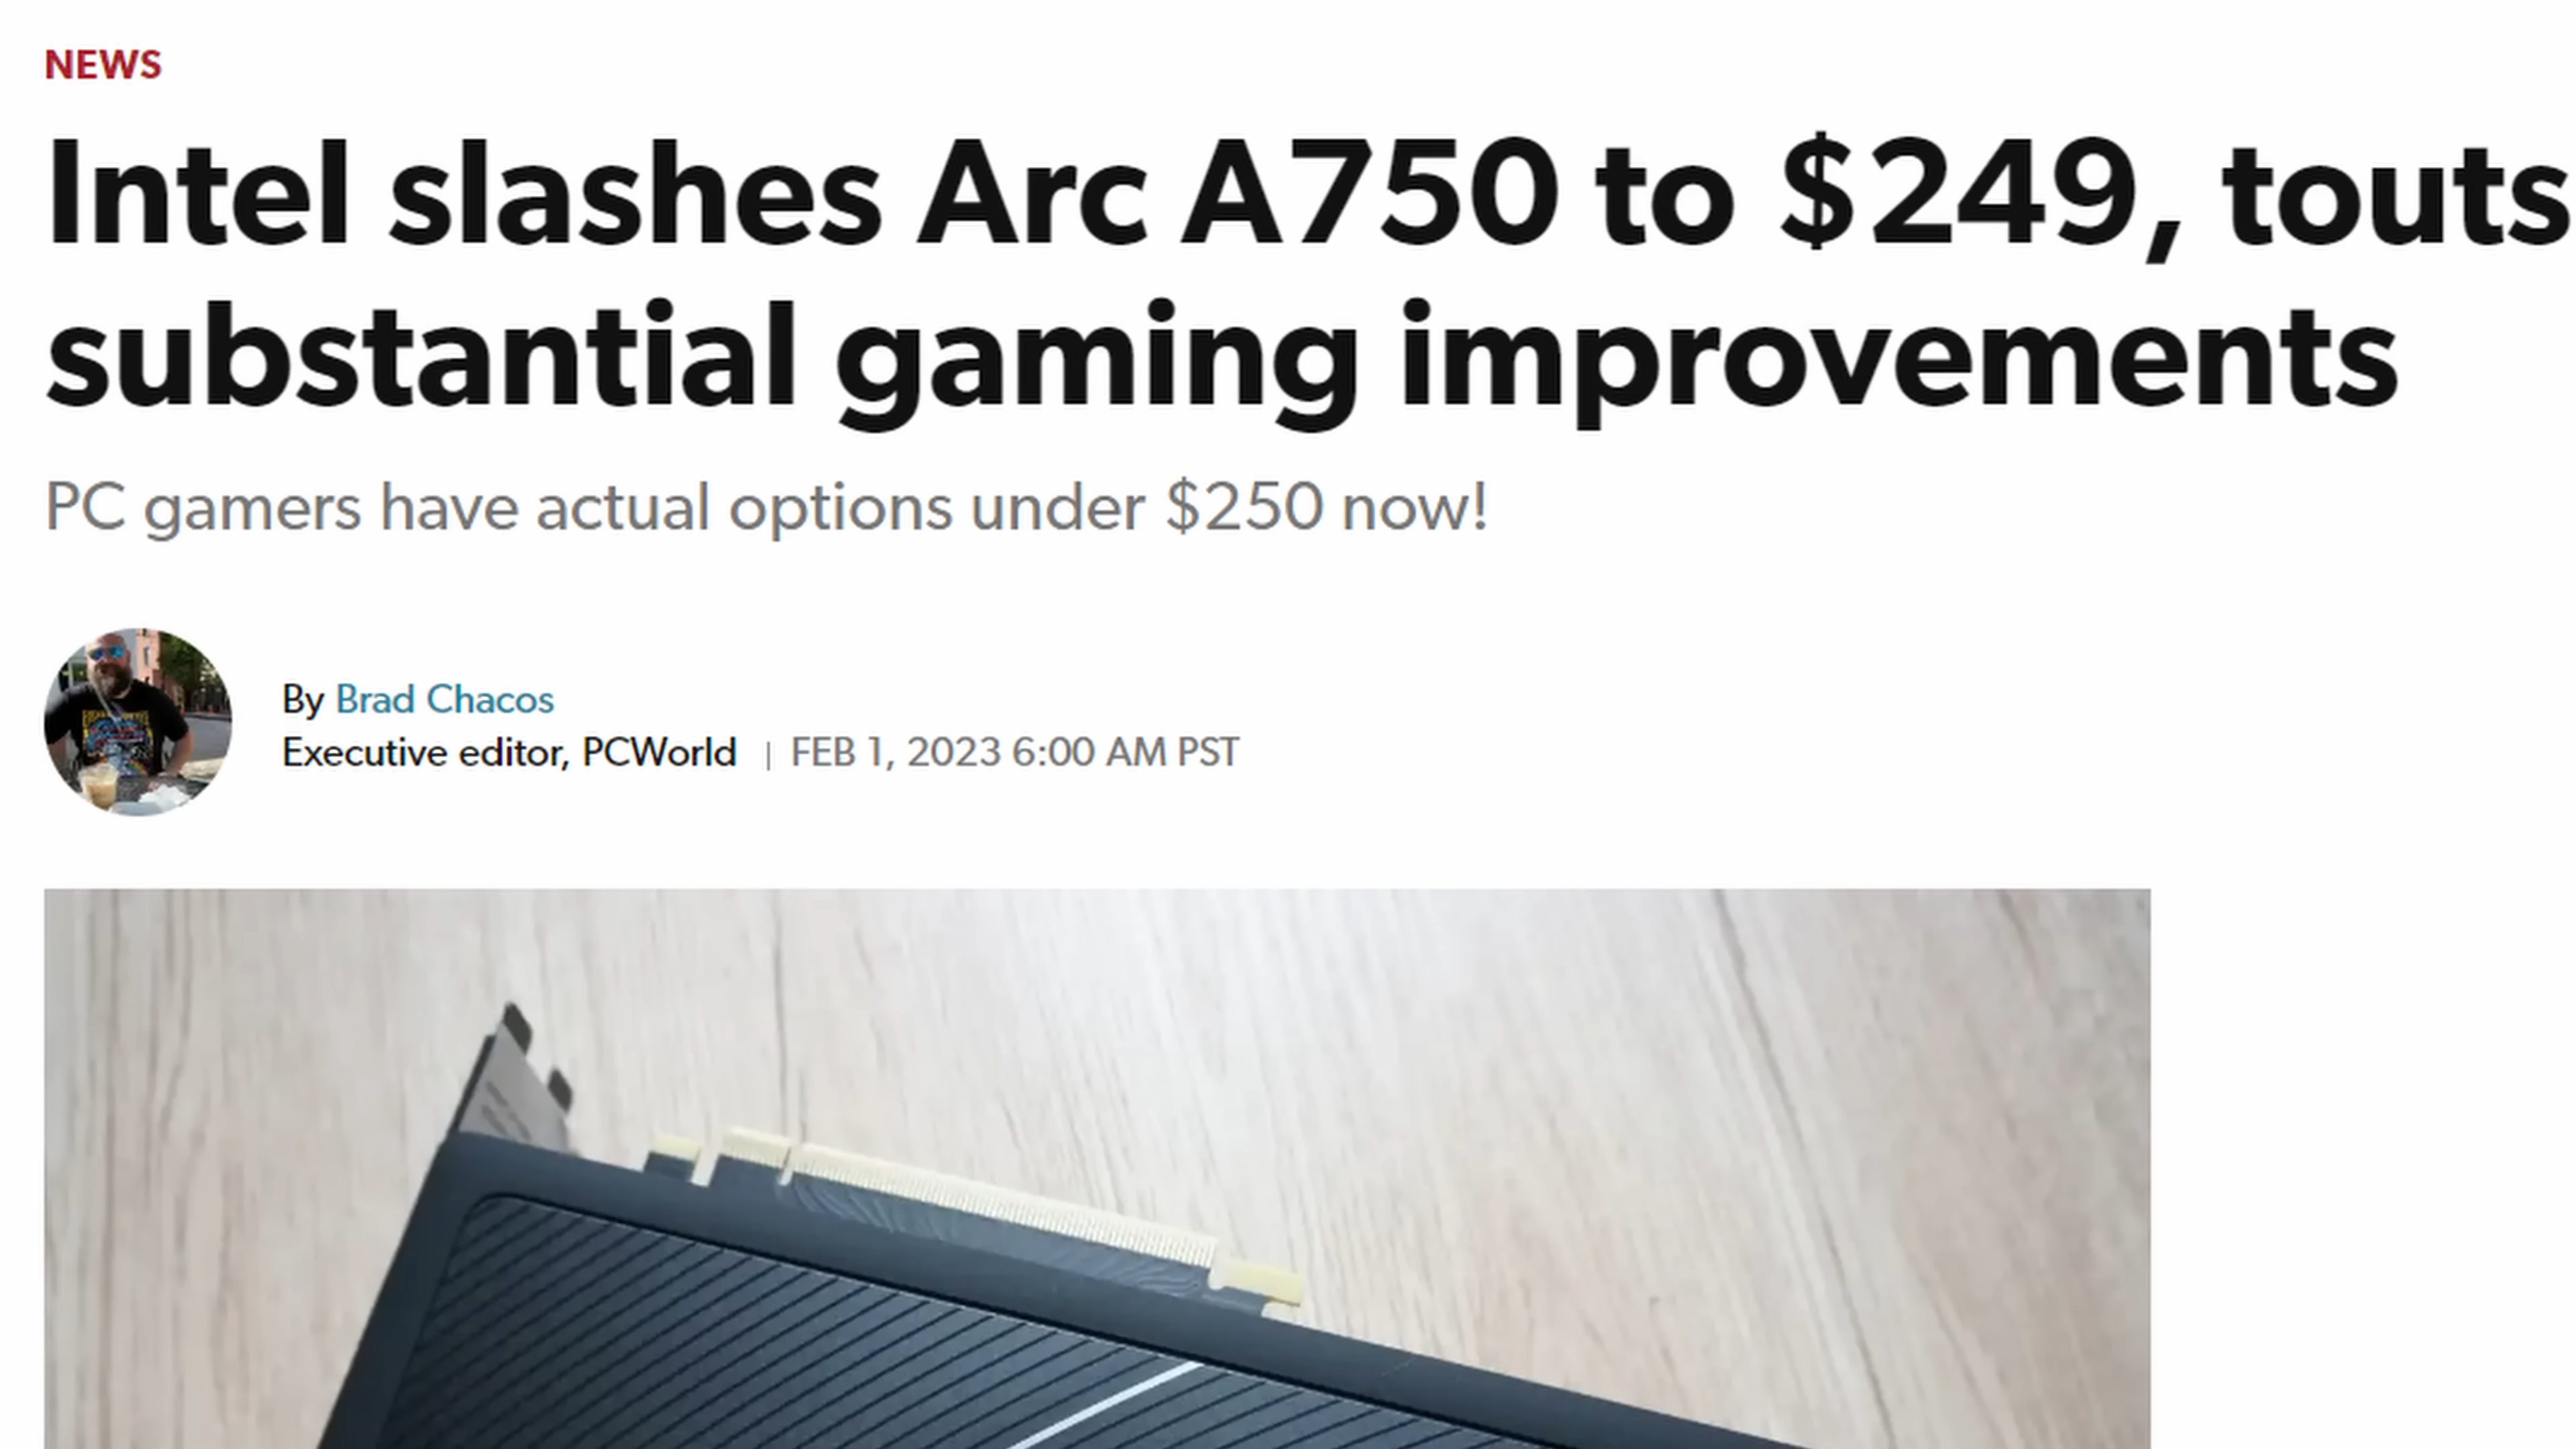 NEWS
Intel slashes Arc A750 to $249, touts
substantial gaming improvements
PC gamers have actual options under $250 now!
By Brad Chacos
Executive editor, PCWorld | FEB 1, 2023 6:00 AM PST